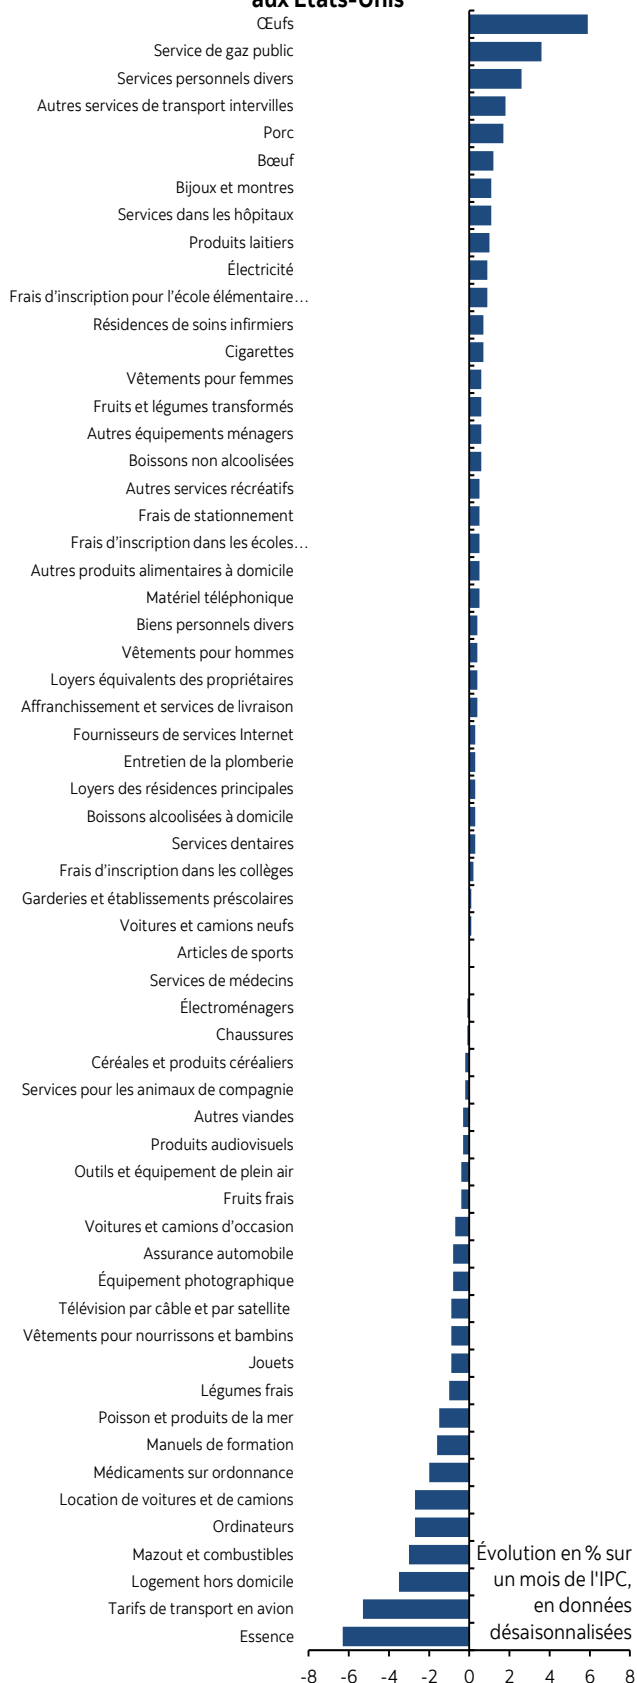 aux États-Unis
Œufs
Service de gaz public
Services personnels divers
Autres services de transport intervilles
Porc
Bœuf
Bijoux et montres
Services dans les hôpitaux
Produits laitiers
Électricité
Frais d'inscription pour l'école élémentaire…
Résidences de soins infirmiers
Cigarettes
Vêtements pour femmes
Fruits et légumes transformés
Autres équipements ménagers
Boissons non alcoolisées
Autres services récréatifs
Frais de stationnement
Frais d'inscription dans les écoles…
Autres produits alimentaires à domicile
Matériel téléphonique
Biens personnels divers
Vêtements pour hommes
Loyers équivalents des propriétaires
Affranchissement et services de livraison
Fournisseurs de services Internet
Entretien de la plomberie
Loyers des résidences principales
Boissons alcoolisées à domicile
Services dentaires
Frais d'inscription dans les collèges
Garderies et établissements préscolaires
Voitures et camions neufs
Articles de sports
Services de médecins
Électroménagers
Chaussures
Céréales et produits céréaliers
Services pour les animaux de compagnie
Autres viandes
Produits audiovisuels
Outils et équipement de plein air
Fruits frais
Voitures et camions d'occasion
Assurance automobile
Équipement photographique
Télévision par câble et par satellite
Vêtements pour nourrissons et bambins
Jouets
Légumes frais
Poisson et produits de la mer
Manuels de formation
Médicaments sur ordonnance
Location de voitures et de camions
Ordinateurs
Mazout et combustibles
Logement hors domicile
Tarifs de transport en avion
Essence
Évolution en % sur
un mois de l'IPC,
en données
désaisonnalisées
-8 -6 -4 -2 0 2 4 6 8